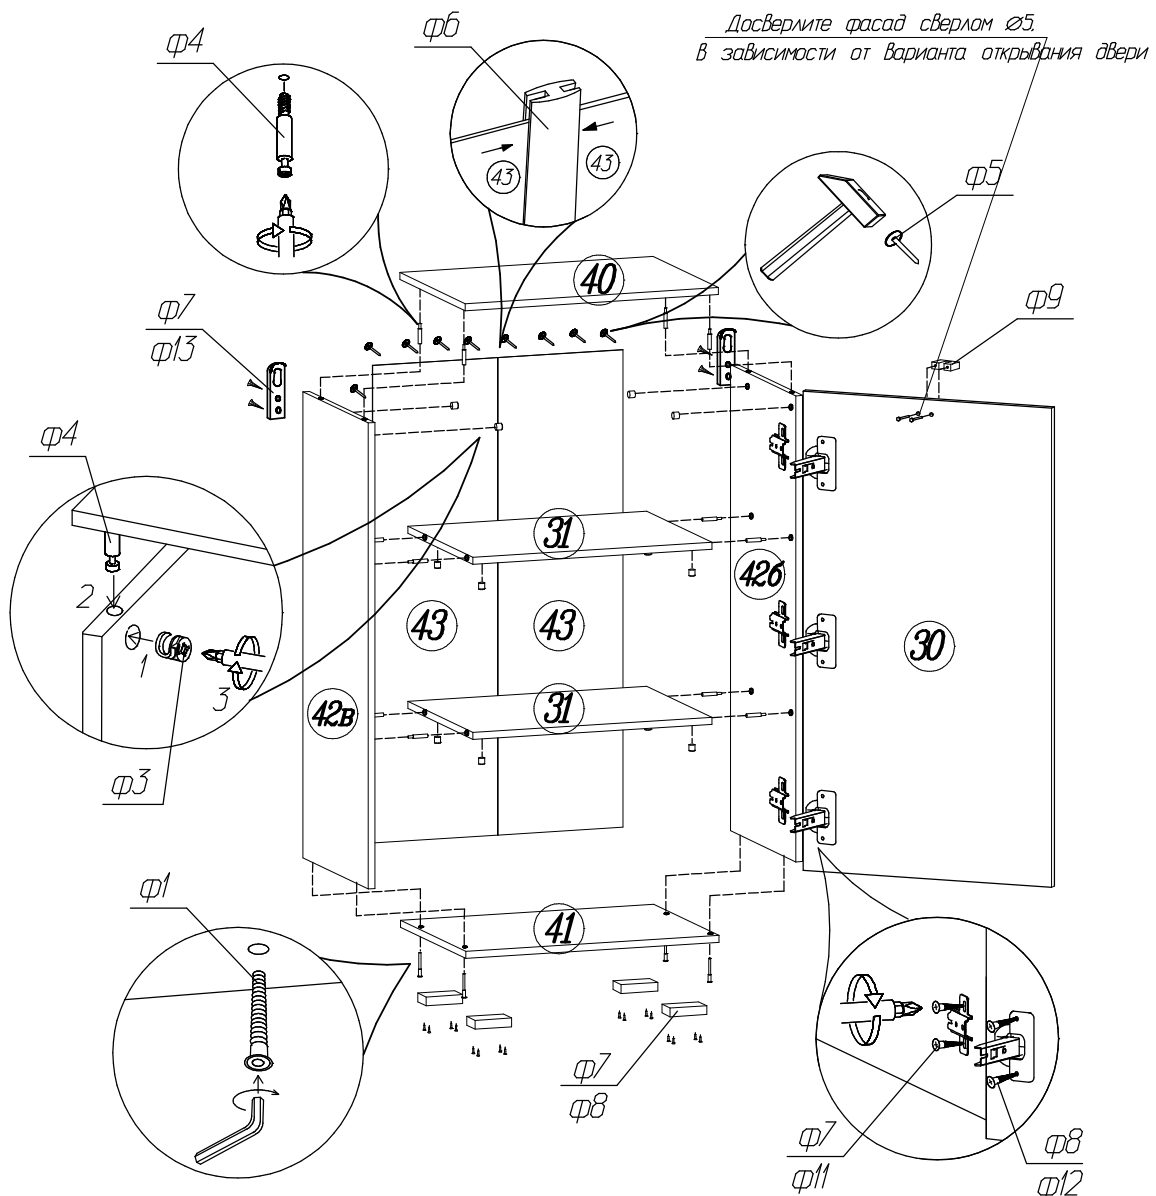 Досверлите фасад сверлом Ø5,
в зависимости от варианта открывания двери
ф4
ф6
43
43
ф5
40
ф9
ф7
ф13
ф4
2
1
3
ф3
31
42б
43
43
30
31
42в
ф1
41
ф7
ф8
ф7
ф11
ф8
ф12